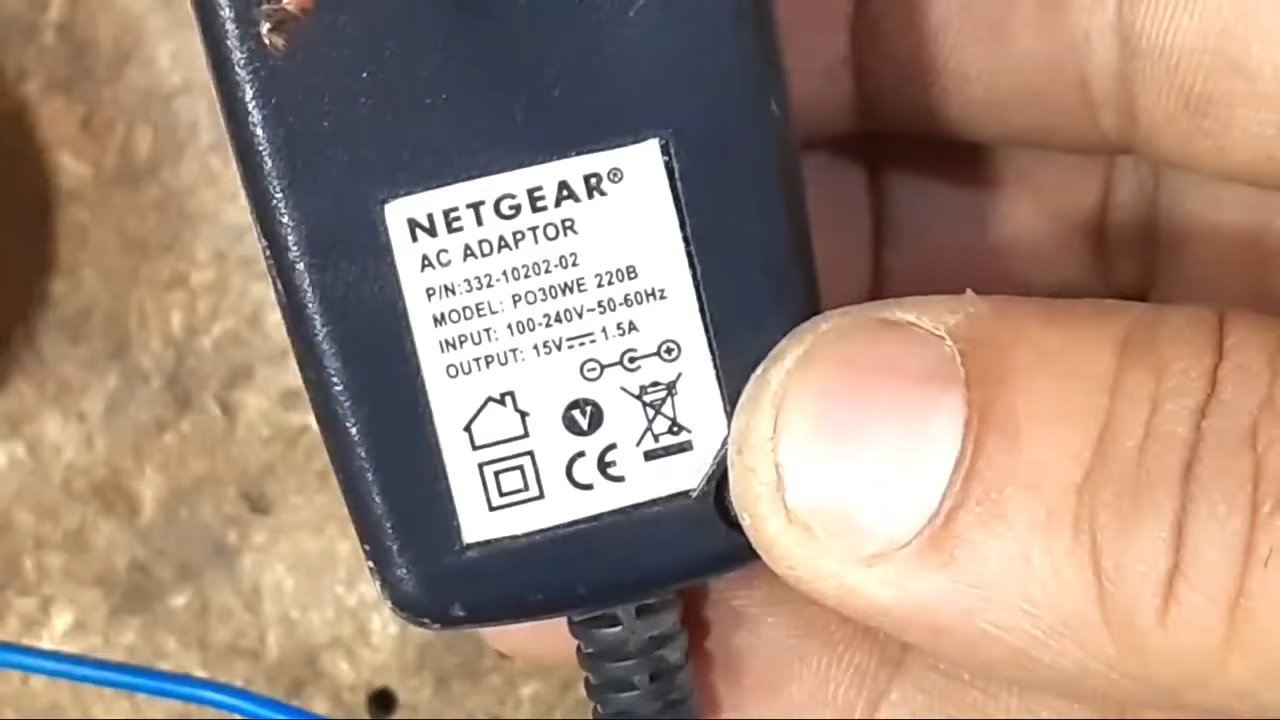 NETGEAR®
AC ADAPTOR
P/N:332-10202-02
MODEL: PO30WE 220B
INPUT: 100-240V~50-60Hz
OUTPUT: 15V⎓1.5A
V
CE